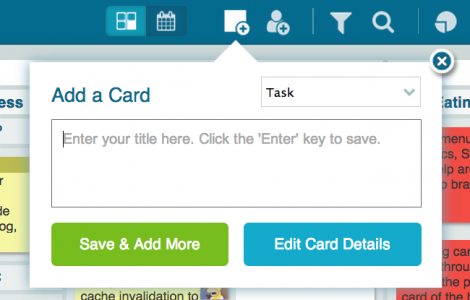 Add a Card
Task
Enter your title here. Click the 'Enter' key to save.
Save & Add More
Edit Card Details
cache invalidation to